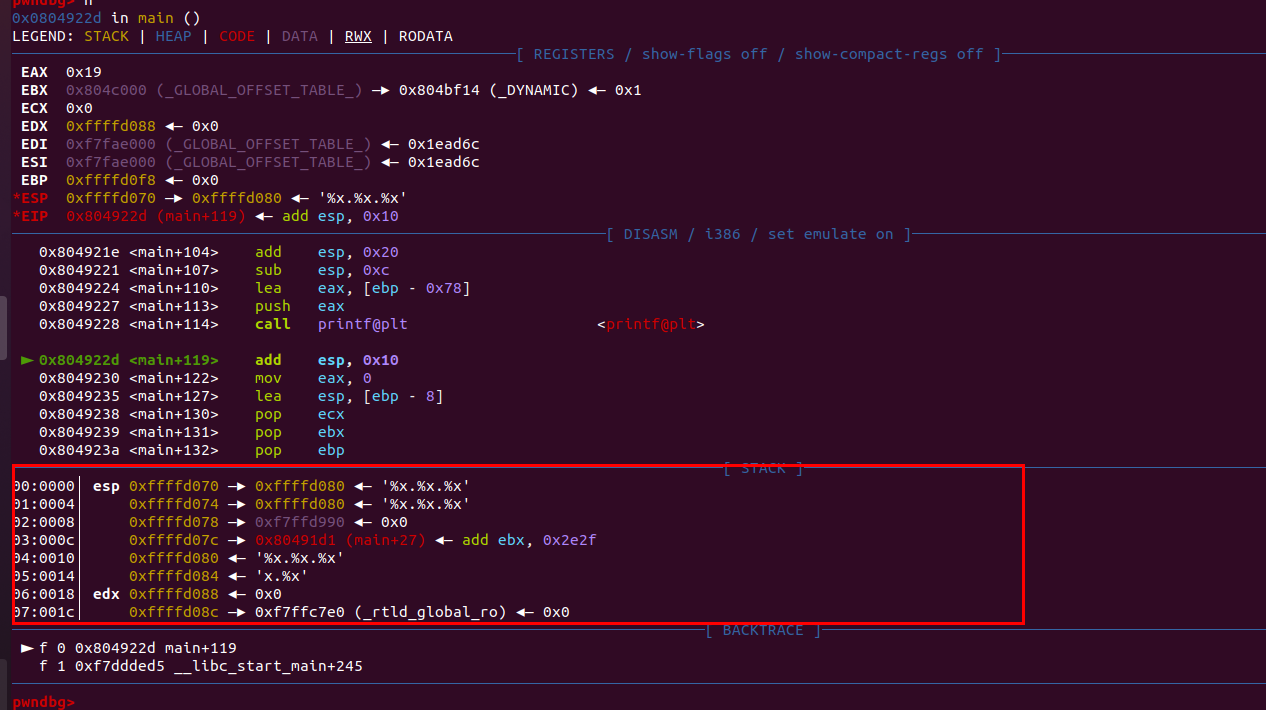 pwndbg> n
0x0804922d in main ()
LEGEND: STACK | HEAP | CODE | DATA | RWX | RODATA
[ REGISTERS / show-flags off / show-compact-regs off ]
EAX 0x19
EBX 0x804c000 (_GLOBAL_OFFSET_TABLE_) —▸ 0x804bf14 (_DYNAMIC) ◂— 0x1
ECX 0x0
EDX 0xffffd088 ◂— 0x0
EDI 0xf7fae000 (_GLOBAL_OFFSET_TABLE_) ◂— 0x1ead6c
ESI 0xf7fae000 (_GLOBAL_OFFSET_TABLE_) ◂— 0x1ead6c
EBP 0xffffd0f8 ◂— 0x0
*ESP 0xffffd070 —▸ 0xffffd080 ◂— '%x.%x.%x'
*EIP 0x804922d (main+119) ◂— add esp, 0x10
[ DISASM / i386 / set emulate on ]
0x804921e <main+104> add esp, 0x20
0x8049221 <main+107> sub esp, 0xc
0x8049224 <main+110> lea eax, [ebp - 0x78]
0x8049227 <main+113> push eax
0x8049228 <main+114> call printf@plt <printf@plt>
► 0x804922d <main+119> add esp, 0x10
0x8049230 <main+122> mov eax, 0
0x8049235 <main+127> lea esp, [ebp - 8]
0x8049238 <main+130> pop ecx
0x8049239 <main+131> pop ebx
0x804923a <main+132> pop ebp
[ STACK ]
00:0000│ esp 0xffffd070 —▸ 0xffffd080 ◂— '%x.%x.%x'
01:0004│ 0xffffd074 —▸ 0xffffd080 ◂— '%x.%x.%x'
02:0008│ 0xffffd078 —▸ 0xf7ffd990 ◂— 0x0
03:000c│ 0xffffd07c —▸ 0x80491d1 (main+27) ◂— add ebx, 0x2e2f
04:0010│ 0xffffd080 ◂— '%x.%x.%x'
05:0014│ 0xffffd084 ◂— 'x.%x'
06:0018│ edx 0xffffd088 ◂— 0x0
07:001c│ 0xffffd08c —▸ 0xf7ffc7e0 (_rtld_global_ro) ◂— 0x0
[ BACKTRACE ]
► f 0 0x804922d main+119
f 1 0xf7ddded5 __libc_start_main+245
pwndbg>